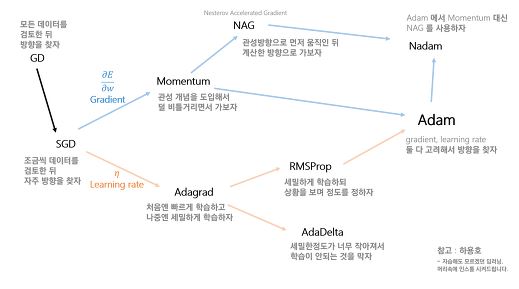 모든 데이터를
검토한 뒤
방향을 찾자
GD
SGD
조금씩 데이터를
검토한 뒤
자주 방향을 찾자
∂E
∂w
Gradient
η
Learning rate
Momentum
관성 개념을 도입해서
덜 비틀거리면서 가보자
Nesterov Accelerated Gradient
NAG
관성방향으로 먼저 움직인 뒤
계산한 방향으로 가보자
Adam 에서 Momentum 대신
NAG 를 사용하자
Nadam
Adam
gradient, learning rate
둘 다 고려해서 방향을 찾자
Adagrad
처음엔 빠르게 학습하고
나중엔 세밀하게 학습하자
RMSProp
세밀하게 학습하되
상황을 보며 정도를 정하자
AdaDelta
세밀한정도가 너무 작아져서
학습이 안되는 것을 막자
참고 : 하용호
- 자습해도 모르겠던 딥러닝,
머리속에 인스톨 시켜드립니다.